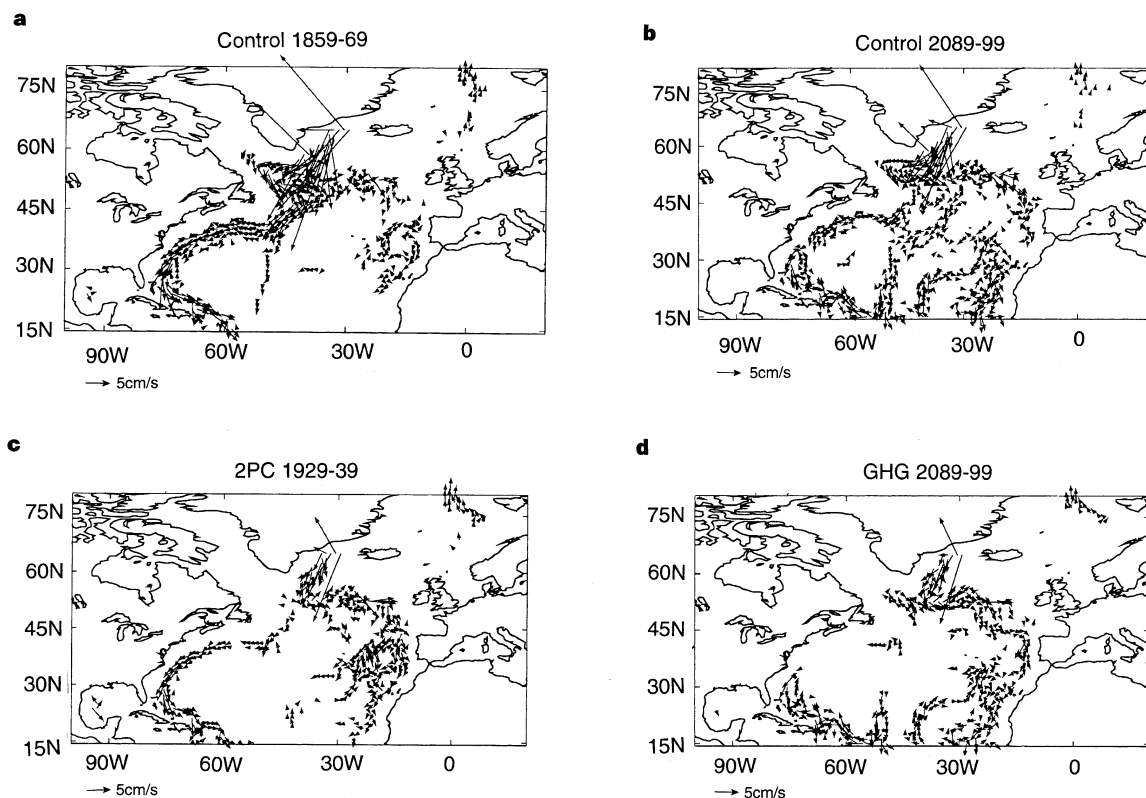 a
Control 1859-69
75N
60N
45N
30N
15N
90W 60W 30W 0
5cm/s
b
Control 2089-99
75N
60N
45N
30N
15N
90W 60W 30W 0
5cm/s
c
2PC 1929-39
75N
60N
45N
30N
15N
90W 60W 30W 0
5cm/s
d
GHG 2089-99
75N
60N
45N
30N
15N
90W 60W 30W 0
5cm/s